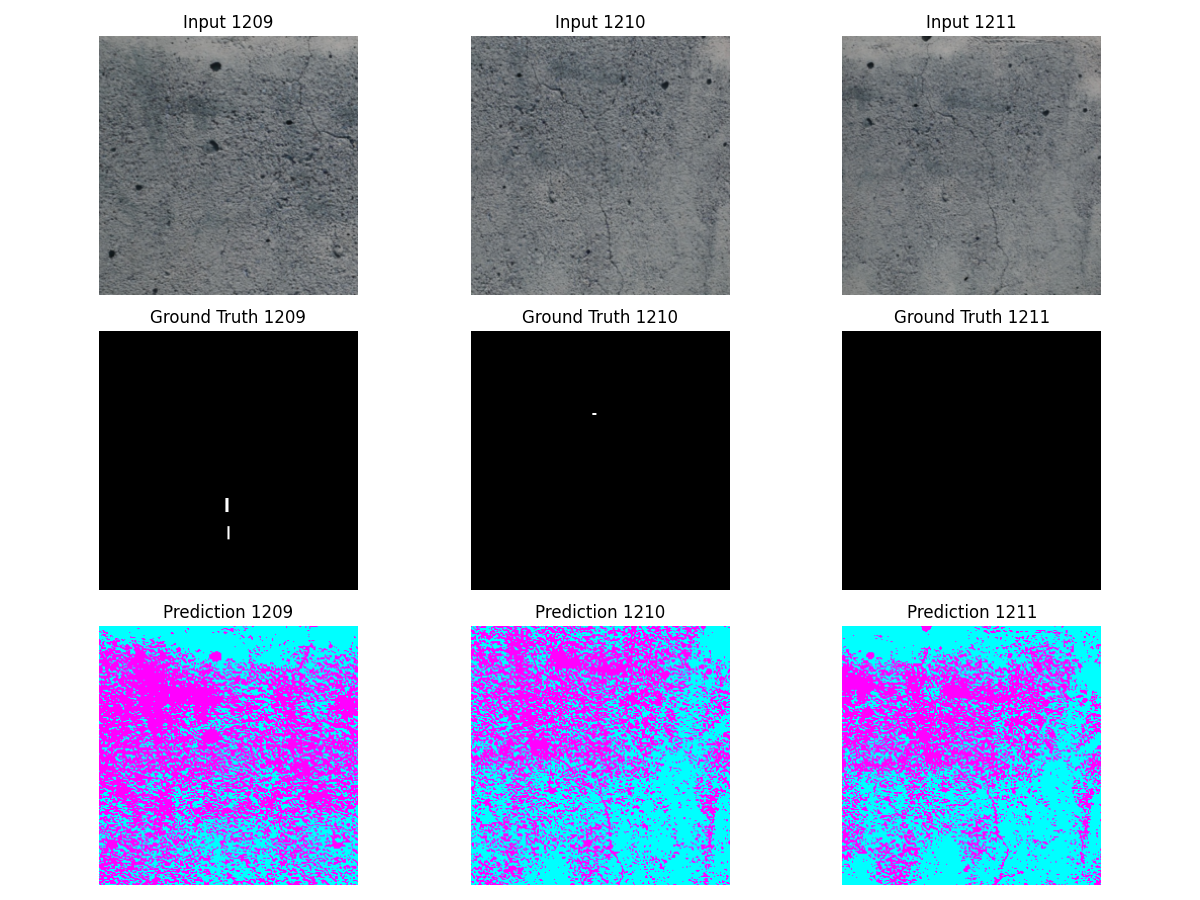 Input 1209
Input 1210
Input 1211
Ground Truth 1209
Ground Truth 1210
Ground Truth 1211
Prediction 1209
Prediction 1210
Prediction 1211